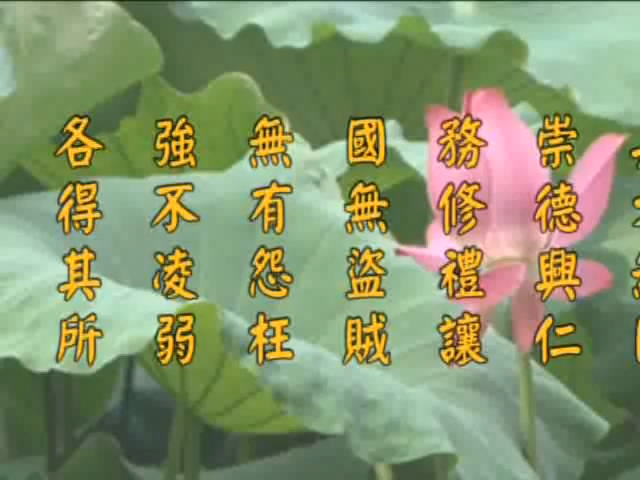 崇德興仁
務修禮讓
國無盜賊
無有怨枉
強不凌弱
各得其所